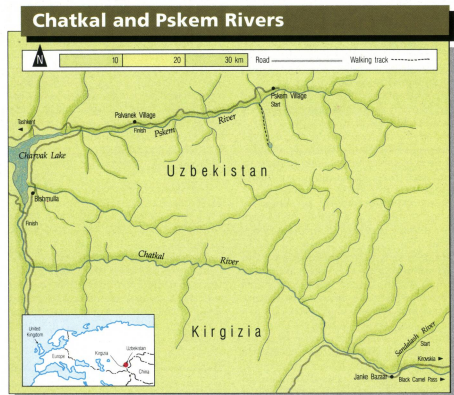 Chatkal and Pskem Rivers
N
10 20 30 km Road Walking track
Pskem Village
Start
Palvanek Village
Finish
Pskem River
Tashkent
Charvak Lake
Uzbekistan
Bishmulla
Finish
Chatkal River
Kirgizia
Sandalash River
Start
Kirovskia
Janke Bazaar
Black Camel Pass
United
Kingdom
Europe
Kirgizia
Uzbekistan
China